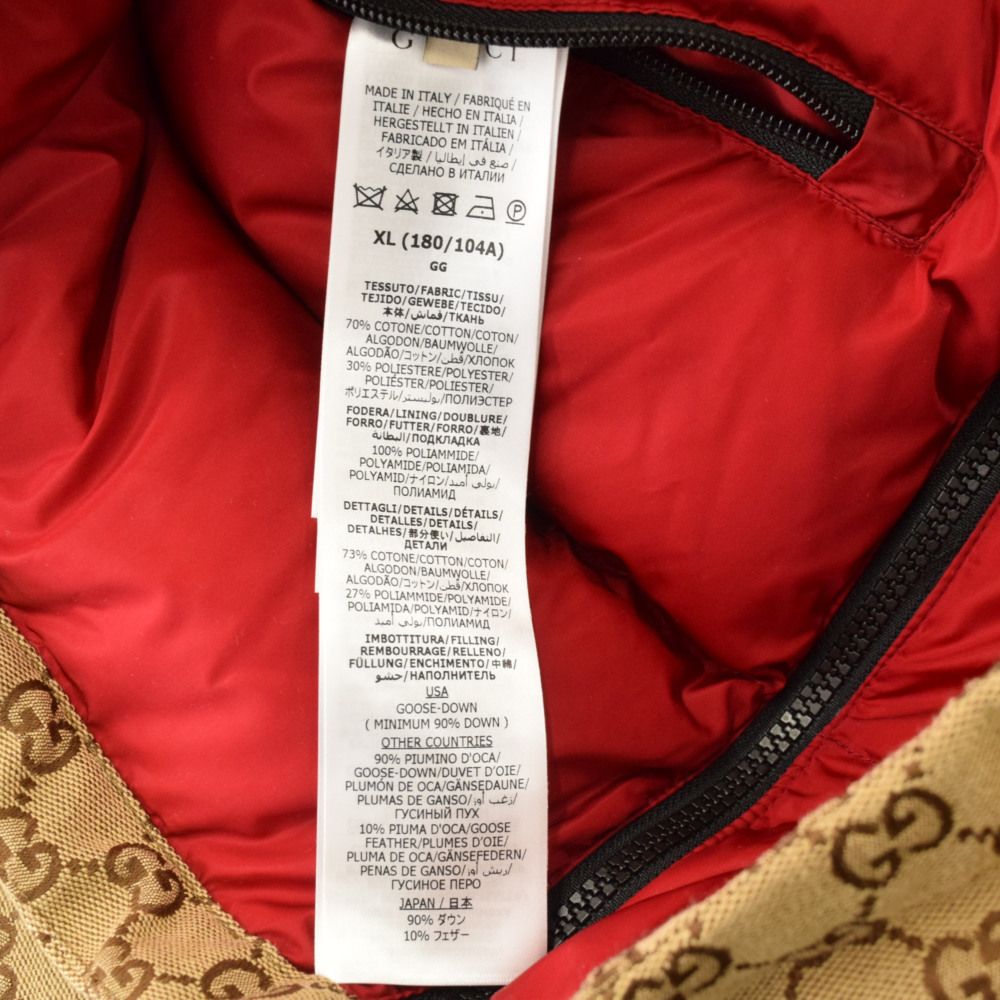 MADE IN ITALY / FABRIQUÉ EN
ITALIE / HECHO EN ITALIA /
HERGESTELLT IN ITALIEN /
FABRICADO EM ITÁLIA /
イタリア製 / صنع في إيطاليا /
СДЕЛАНО В ИТАЛИИ
P
XL (180/104A)
GG
TESSUTO/FABRIC/TISSU/
TEJIDO/GEWEBE/TECIDO/
本体/قماش/ТКАНЬ
70% COTONE/COTTON/COTON/
ALGODON/BAUMWOLLE/
ALGODÃO/コットン/قطن/ХЛОПОК
30% POLIESTERE/POLYESTER/
POLIÉSTER/POLIESTER/
ポリエステル/بوليستر/ПОЛИЭСТЕР
FODERA/LINING/DOUBLURE/
FORRO/FUTTER/FORRO/裏地/
البطانة/ПОДКЛАДКА
100% POLIAMMIDE/
POLYAMIDE/POLIAMIDA/
POLYAMID/ナイロン/بولي أميد/
ПОЛИАМИД
DETTAGLI/DETAILS/DÉTAILS/
DETALLES/DETAILS/
DETALHES/部分使い/التفاصيل/
ДЕТАЛИ
73% COTONE/COTTON/COTON/
ALGODON/BAUMWOLLE/
ALGODÃO/コットン/قطن/ХЛОПОК
27% POLIAMMIDE/POLYAMIDE/
POLIAMIDA/POLYAMID/ナイロン/
بولي أميد/ПОЛИАМИД
IMBOTTITURA/FILLING/
REMBOURRAGE/RELLENO/
FÜLLUNG/ENCHIMENTO/中綿/
حشو/НАПОЛНИТЕЛЬ
USA
GOOSE-DOWN
( MINIMUM 90% DOWN )
OTHER COUNTRIES
90% PIUMINO D'OCA/
GOOSE-DOWN/DUVET D'OIE/
PLUMÓN DE OCA/GÄNSEDAUNE/
PLUMAS DE GANSO/زغب أوز/
ГУСИНЫЙ ПУХ
10% PIUMA D'OCA/GOOSE
FEATHER/PLUMES D'OIE/
PLUMA DE OCA/GÄNSEFEDERN/
PENAS DE GANSO/ريش أوز/
ГУСИНОЕ ПЕРО
JAPAN / 日本
90% ダウン
10% フェザー